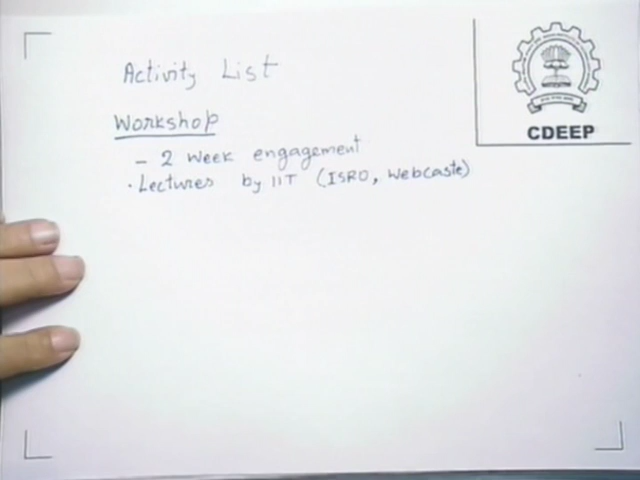 Activity List
CDEEP
Workshop
- 2 Week engagement
· Lectures by IIT (ISRO, Webcaste)